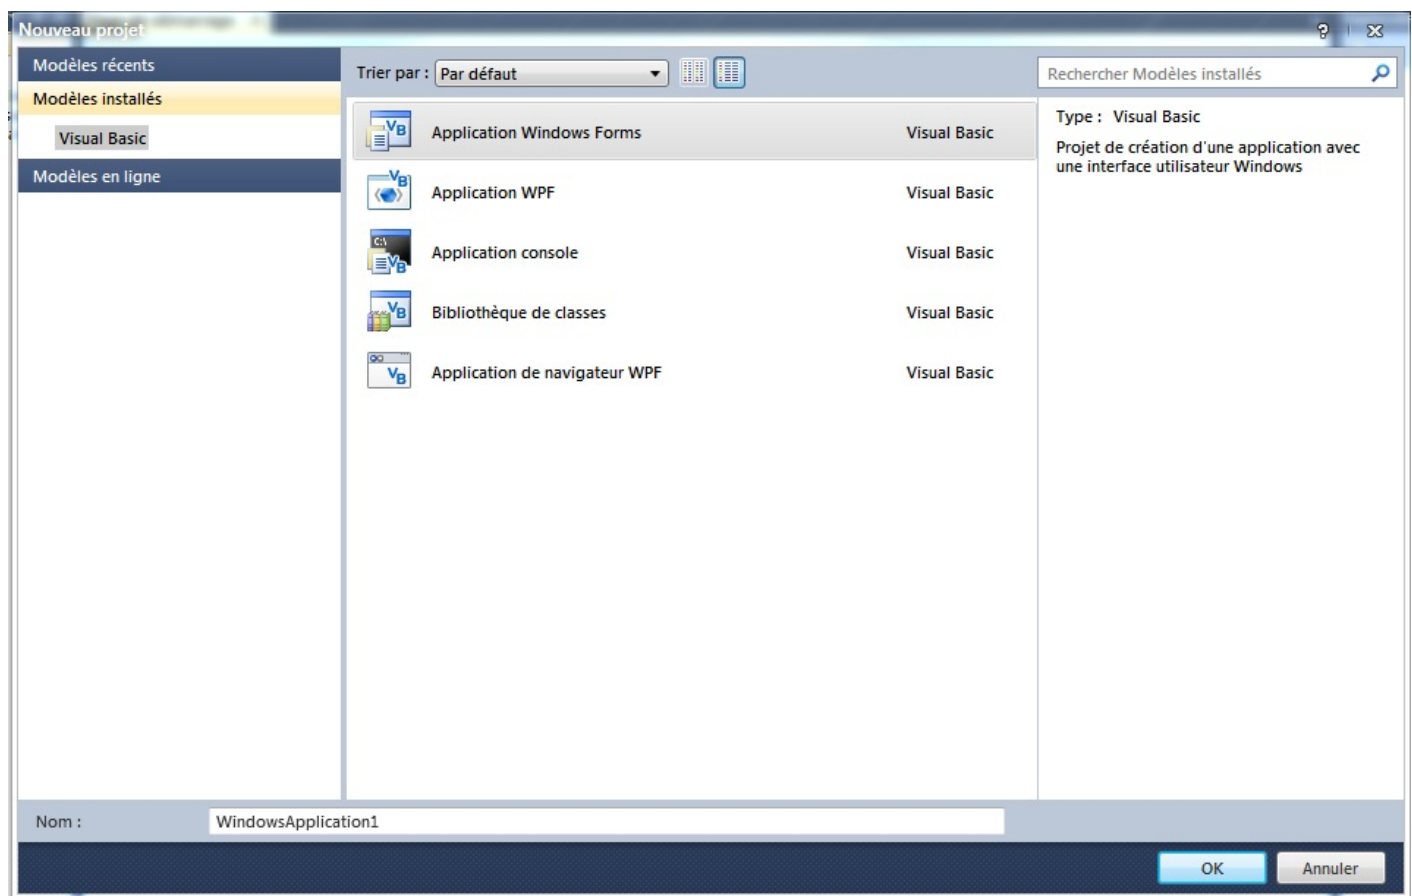 Nouveau projet
Modèles récents
Modèles installés
Visual Basic
Modèles en ligne
Trier par : Par défaut
Rechercher Modèles installés
Application Windows Forms Visual Basic
Application WPF Visual Basic
Application console Visual Basic
Bibliothèque de classes Visual Basic
Application de navigateur WPF Visual Basic
Type : Visual Basic
Projet de création d'une application avec
une interface utilisateur Windows
Nom : WindowsApplication1
OK Annuler